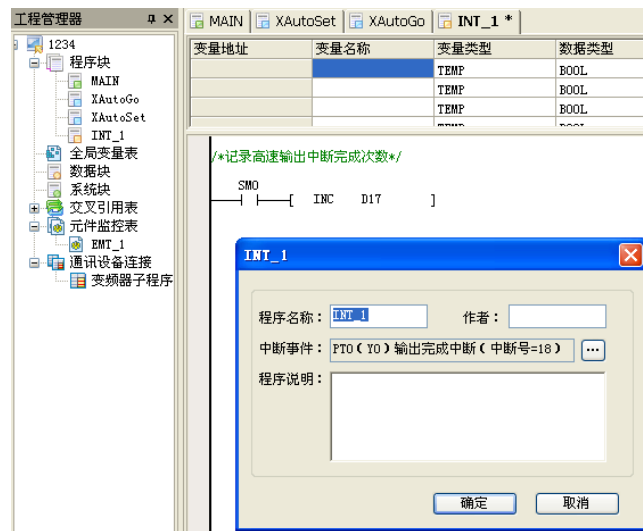 工程管理器
MAIN XAutoSet XAutoGo INT_1 *
1234
程序块
MAIN
XAutoGo
XAutoSet
INT_1
全局变量表
数据块
系统块
交叉引用表
元件监控表
EMT_1
通讯设备连接
变频器子程序
变量地址 变量名称 变量类型 数据类型
TEMP BOOL
TEMP BOOL
TEMP BOOL
/*记录高速输出中断完成次数*/
SM0
[ INC D17 ]
INT_1
程序名称： INT_1 作者：
中断事件： PTO(Y0)输出完成中断(中断号=18) ...
程序说明：
确定 取消